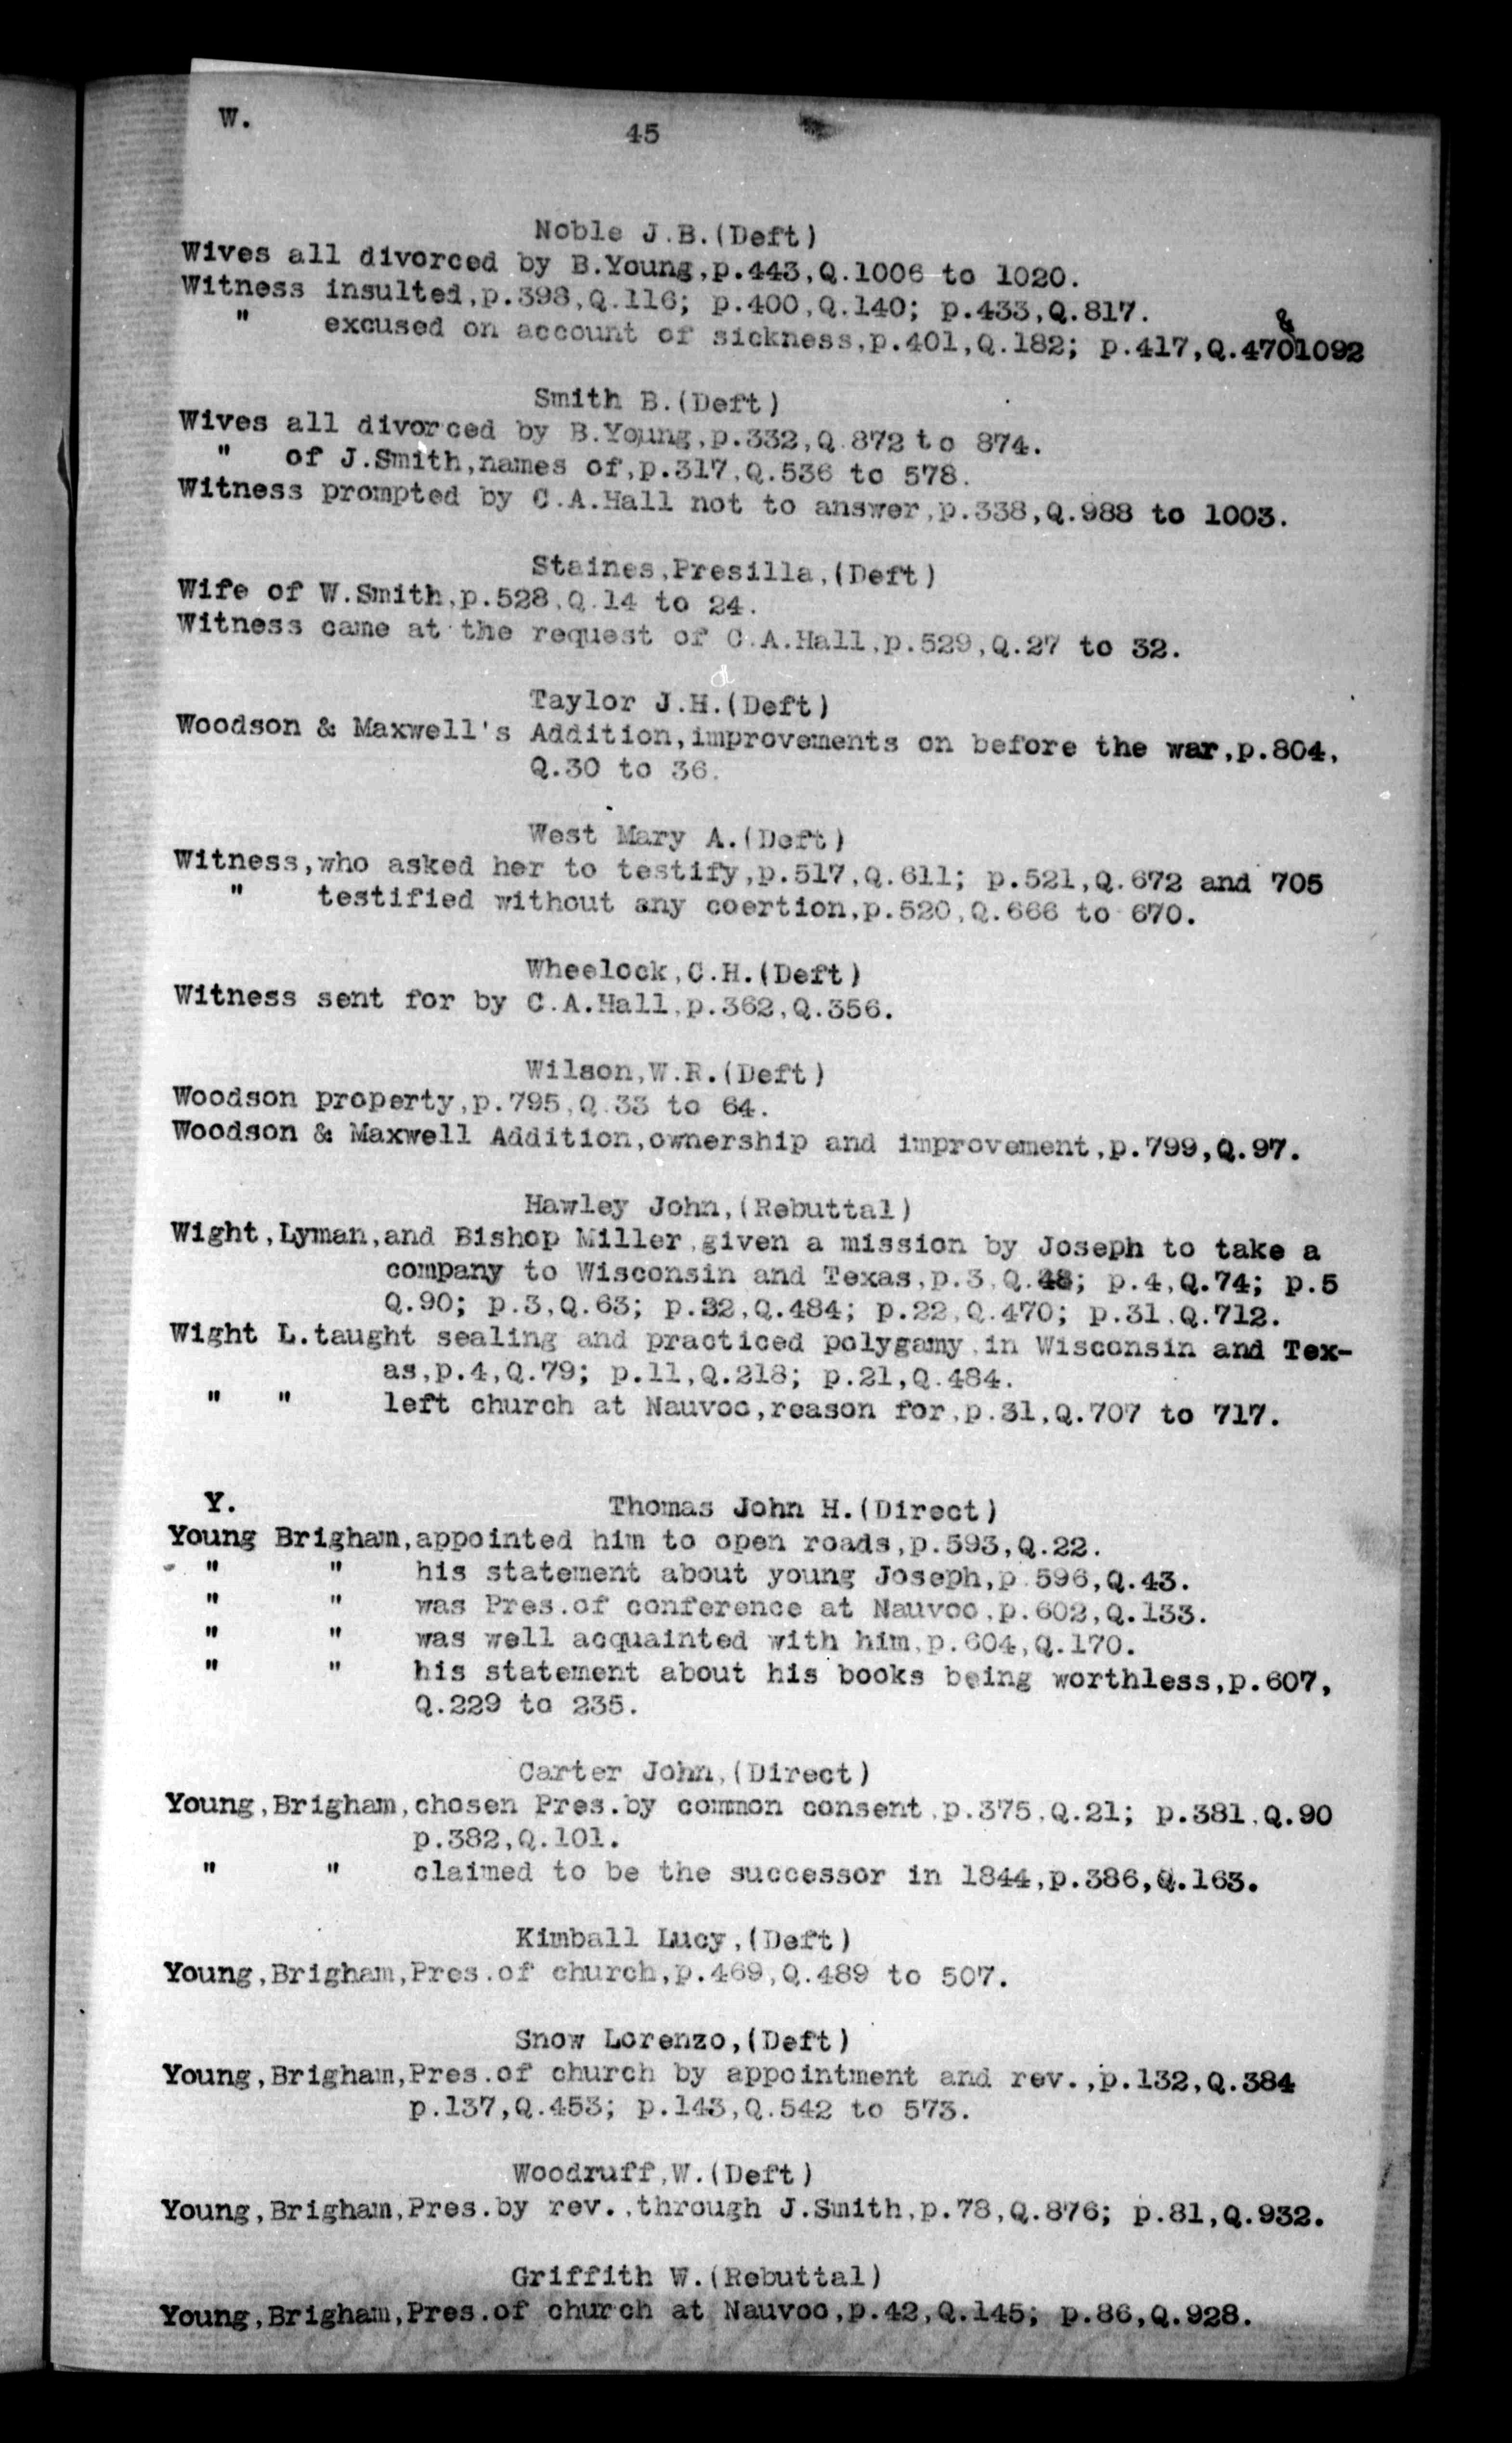 W.
45
Noble J.B.(Deft)
Wives all divorced by B.Young,p.443,Q.1006 to 1020.
Witness insulted,p.398,Q.116; p.400,Q.140; p.433,Q.817.
" excused on account of sickness,p.401,Q.182; p.417,Q.470&1092
Smith B.(Deft)
Wives all divorced by B.Young,p.332,Q.872 to 874.
" of J.Smith,names of,p.317,Q.536 to 578.
Witness prompted by C.A.Hall not to answer,p.338,Q.988 to 1003.
Staines,Presilla,(Deft)
Wife of W.Smith,p.528,Q.14 to 24.
Witness came at the request of C.A.Hall,p.529,Q.27 to 32.
Taylor J.H.(Deft)
Woodson & Maxwell's Addition,improvements on before the war,p.804,
Q.30 to 36.
West Mary A.(Deft)
Witness,who asked her to testify,p.517,Q.611; p.521,Q.672 and 705
" testified without any coertion,p.520,Q.666 to 670.
Wheelock,C.H.(Deft)
Witness sent for by C.A.Hall,p.362,Q.356.
Wilson,W.R.(Deft)
Woodson property,p.795,Q.33 to 64.
Woodson & Maxwell Addition,ownership and improvement,p.799,Q.97.
Hawley John,(Rebuttal)
Wight,Lyman,and Bishop Miller,given a mission by Joseph to take a
company to Wisconsin and Texas,p.3,Q.48; p.4,Q.74; p.5
Q.90; p.3,Q.63; p.22,Q.484; p.22,Q.470; p.31,Q.712.
Wight L.taught sealing and practiced polygamy,in Wisconsin and Tex-
as,p.4,Q.79; p.11,Q.218; p.21,Q.484.
" " left church at Nauvoo,reason for,p.31,Q.707 to 717.
Y.
Thomas John H.(Direct)
Young Brigham,appointed him to open roads,p.593,Q.22.
" " his statement about young Joseph,p.596,Q.43.
" " was Pres.of conference at Nauvoo,p.602,Q.133.
" " was well acquainted with him,p.604,Q.170.
" " his statement about his books being worthless,p.607,
Q.229 to 235.
Carter John,(Direct)
Young,Brigham,chosen Pres.by common consent,p.375,Q.21; p.381,Q.90
p.382,Q.101.
" " claimed to be the successor in 1844,p.386,Q.163.
Kimball Lucy,(Deft)
Young,Brigham,Pres.of church,p.469,Q.489 to 507.
Snow Lorenzo,(Deft)
Young,Brigham,Pres.of church by appointment and rev.,p.132,Q.384
p.137,Q.453; p.143,Q.542 to 573.
Woodruff,W.(Deft)
Young,Brigham,Pres.by rev.,through J.Smith,p.78,Q.876; p.81,Q.932.
Griffith W.(Rebuttal)
Young,Brigham,Pres.of church at Nauvoo,p.42,Q.145; p.86,Q.928.